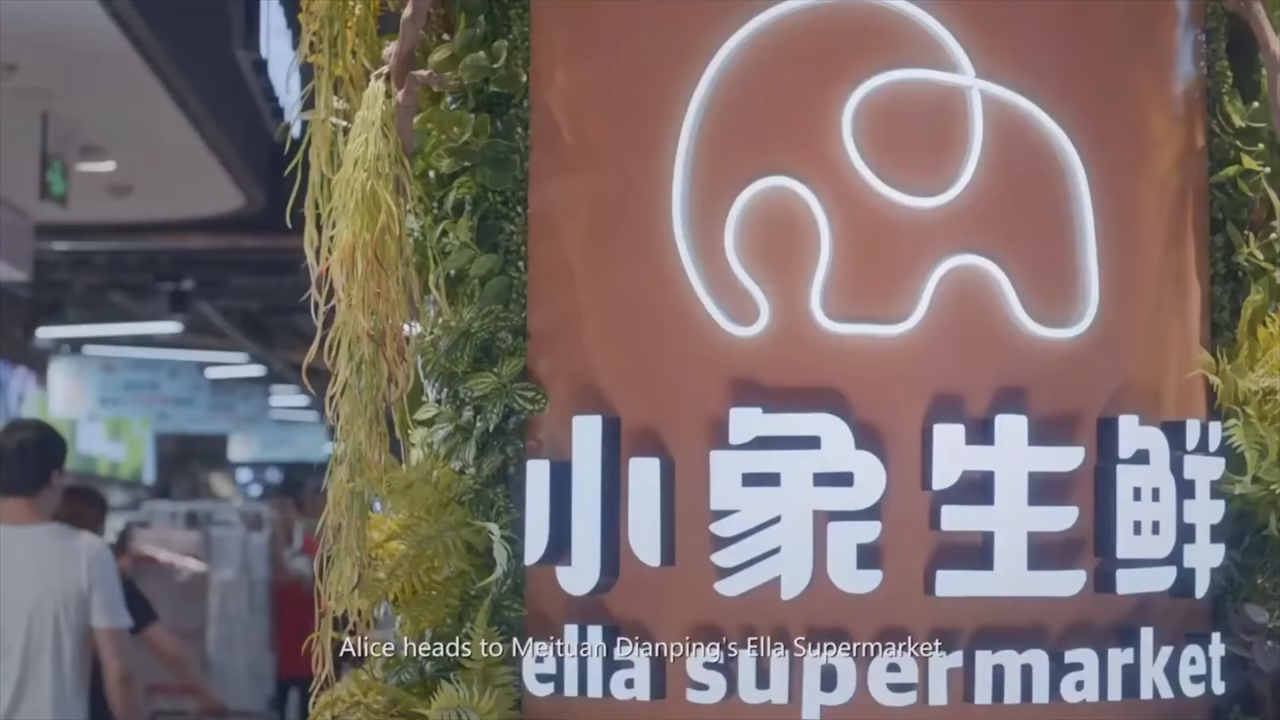 小象生鲜
ella supermarket
Alice heads to Meituan Dianping's Ella Supermarket.